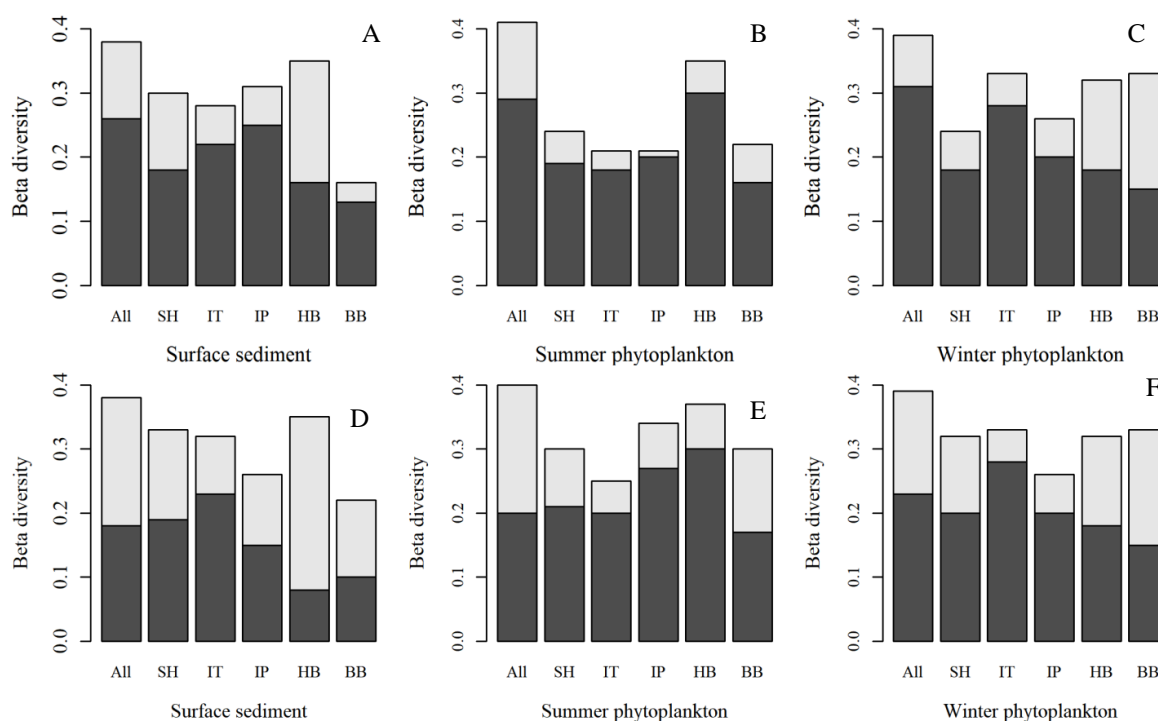 A
B
C
Beta diversity
0.0 0.1 0.2 0.3 0.4
All SH IT IP HB BB
Surface sediment
Beta diversity
0.0 0.1 0.2 0.3 0.4
All SH IT IP HB BB
Summer phytoplankton
Beta diversity
0.0 0.1 0.2 0.3 0.4
All SH IT IP HB BB
Winter phytoplankton
D
E
F
Beta diversity
0.0 0.1 0.2 0.3 0.4
All SH IT IP HB BB
Surface sediment
Beta diversity
0.0 0.1 0.2 0.3 0.4
All SH IT IP HB BB
Summer phytoplankton
Beta diversity
0.0 0.1 0.2 0.3 0.4
All SH IT IP HB BB
Winter phytoplankton